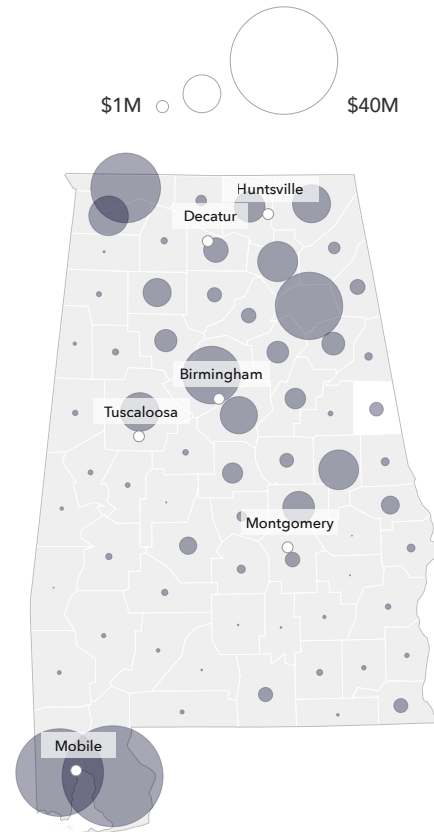 $1M $40M
Huntsville
Decatur
Birmingham
Tuscaloosa
Montgomery
Mobile